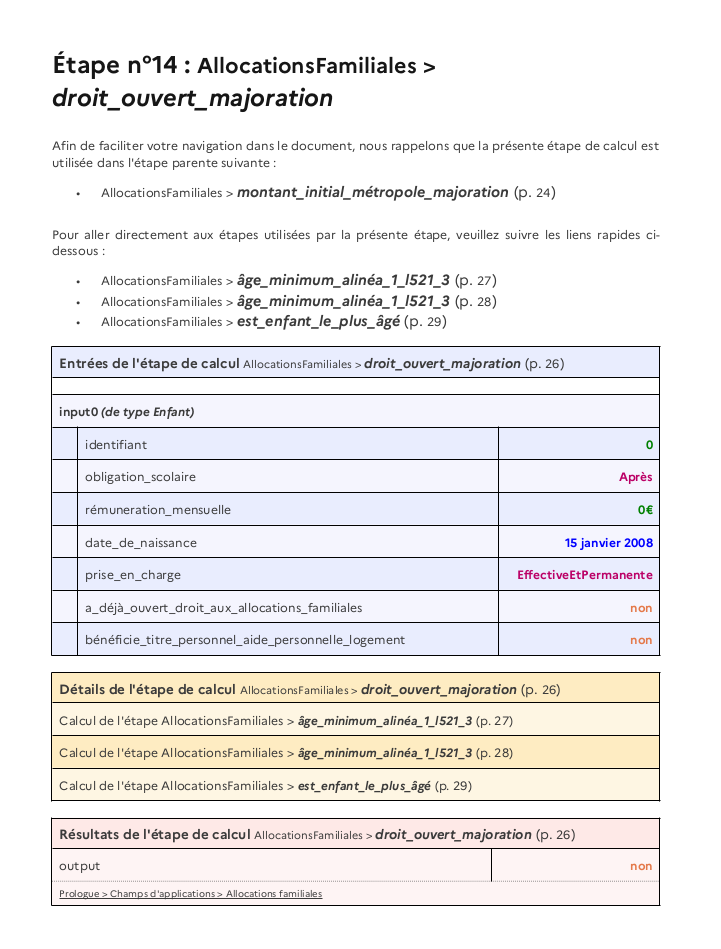 Étape n°14 : AllocationsFamiliales >
droit_ouvert_majoration
Afin de faciliter votre navigation dans le document, nous rappelons que la présente étape de calcul est
utilisée dans l'étape parente suivante :
• AllocationsFamiliales > montant_initial_métropole_majoration (p. 24)
Pour aller directement aux étapes utilisées par la présente étape, veuillez suivre les liens rapides ci-
dessous :
• AllocationsFamiliales > âge_minimum_alinéa_1_l521_3 (p. 27)
• AllocationsFamiliales > âge_minimum_alinéa_1_l521_3 (p. 28)
• AllocationsFamiliales > est_enfant_le_plus_âgé (p. 29)
Entrées de l'étape de calcul AllocationsFamiliales > droit_ouvert_majoration (p. 26)
input0 (de type Enfant)
identifiant 0
obligation_scolaire Après
rémuneration_mensuelle 0€
date_de_naissance 15 janvier 2008
prise_en_charge EffectiveEtPermanente
a_déjà_ouvert_droit_aux_allocations_familiales non
bénéficie_titre_personnel_aide_personnelle_logement non
Détails de l'étape de calcul AllocationsFamiliales > droit_ouvert_majoration (p. 26)
Calcul de l'étape AllocationsFamiliales > âge_minimum_alinéa_1_l521_3 (p. 27)
Calcul de l'étape AllocationsFamiliales > âge_minimum_alinéa_1_l521_3 (p. 28)
Calcul de l'étape AllocationsFamiliales > est_enfant_le_plus_âgé (p. 29)
Résultats de l'étape de calcul AllocationsFamiliales > droit_ouvert_majoration (p. 26)
output non
Prologue > Champs d'applications > Allocations familiales